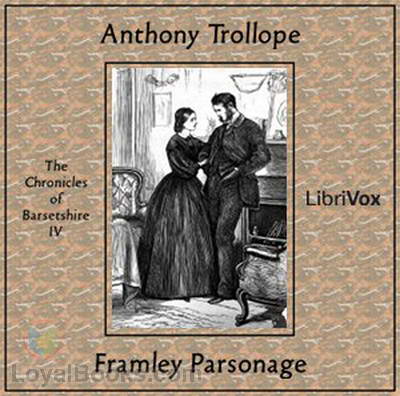 Anthony Trollope
The
Chronicles
of
Barsetshire
IV
LibriVox
Framley Parsonage
LoyalBooks.com